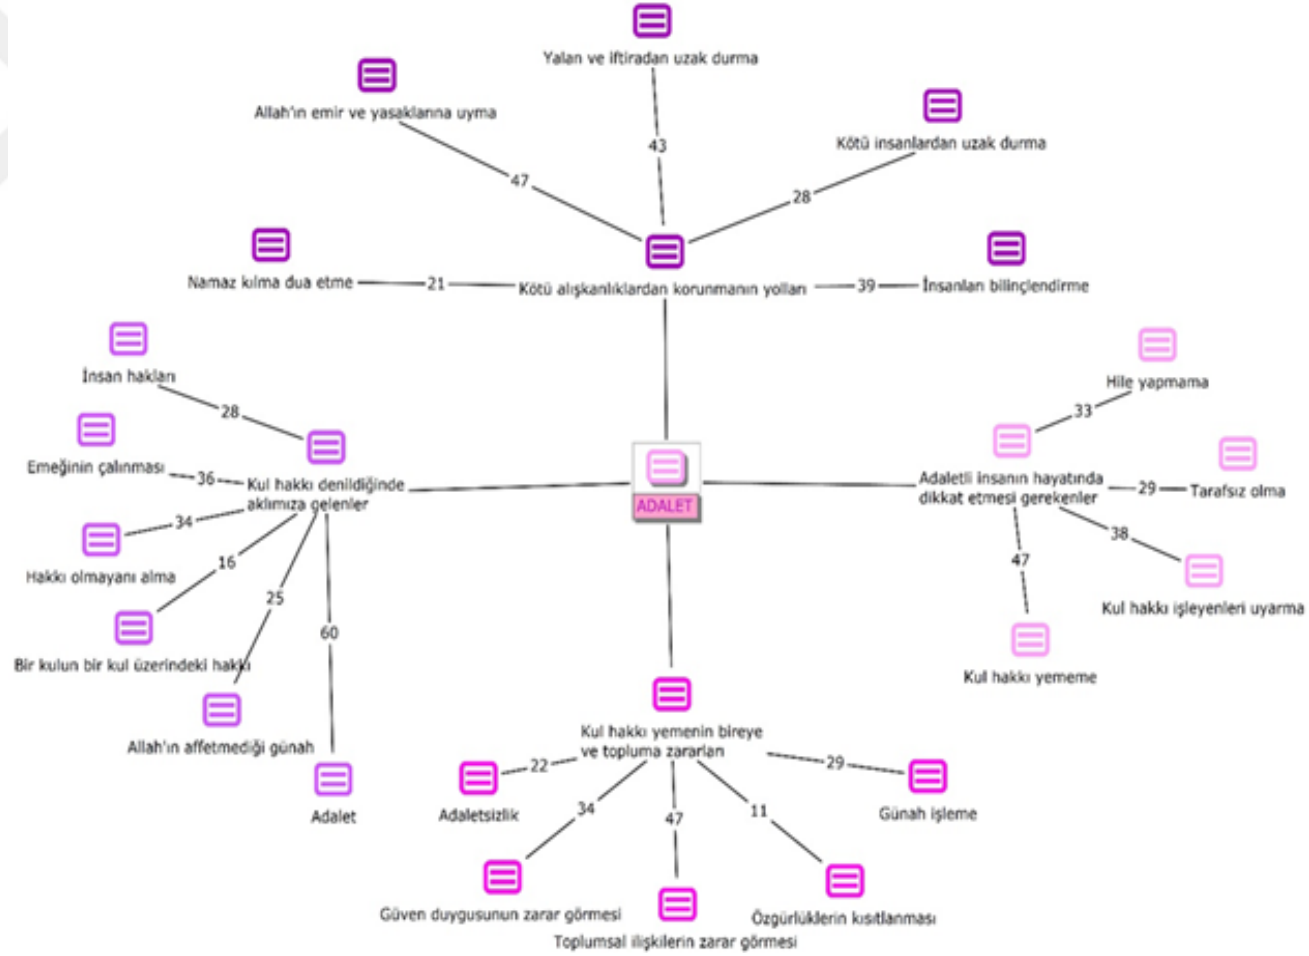 Yalan ve iftiradan uzak durma
Allah'ın emir ve yasaklarına uyma
Kötü insanlardan uzak durma
43
47
28
Namaz kılma dua etme
21
Kötü alışkanlıklardan korunmanın yolları
39
İnsanları bilinçlendirme
İnsan hakları
28
Emeğinin çalınması
36
Kul hakkı denildiğinde
aklımıza gelenler
34
Hakkı olmayanı alma
16
Bir kulun bir kul üzerindeki hakkı
25
Allah'ın affetmediği günah
60
Adalet
ADALET
Hile yapmama
33
Adaletli insanın hayatında
dikkat etmesi gerekenler
29
Tarafsız olma
38
Kul hakkı işleyenleri uyarma
47
Kul hakkı yememe
Kul hakkı yemenin bireye
ve topluma zararları
22
Adaletsizlik
34
Güven duygusunun zarar görmesi
47
Toplumsal ilişkilerin zarar görmesi
11
Özgürlüklerin kısıtlanması
29
Günah işleme